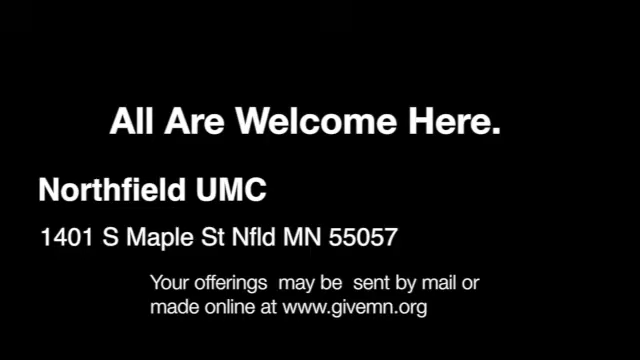 All Are Welcome Here.
Northfield UMC
1401 S Maple St Nfld MN 55057
Your offerings may be sent by mail or
made online at www.givemn.org